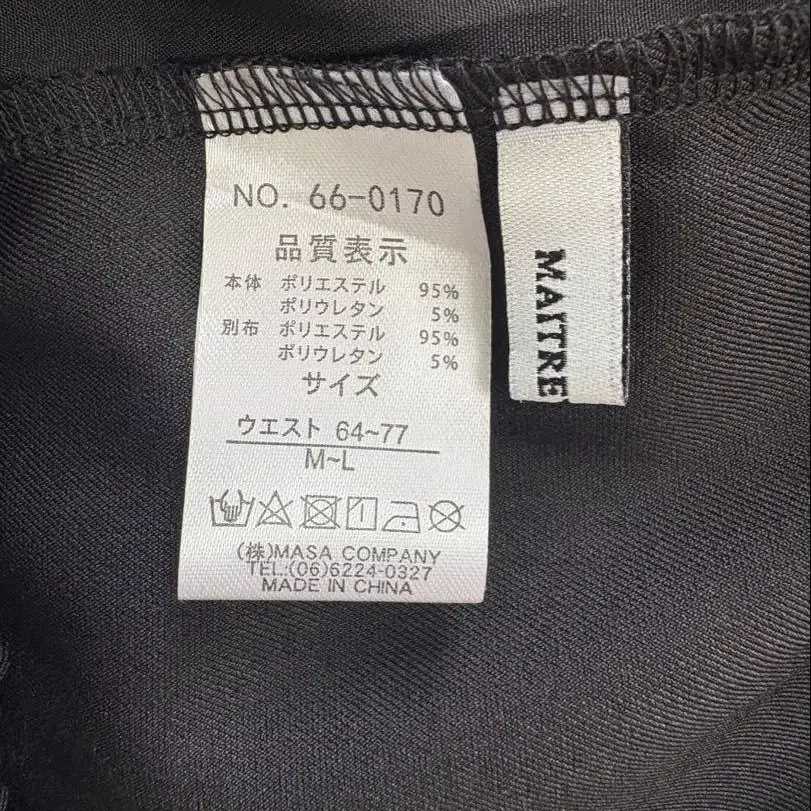 NO. 66-0170
品質表示
本体 ポリエステル 95%
ポリウレタン 5%
別布 ポリエステル 95%
ポリウレタン 5%
サイズ
ウエスト 64~77
M~L
(株)MASA COMPANY
TEL:(06)6224-0327
MADE IN CHINA
MAITRE